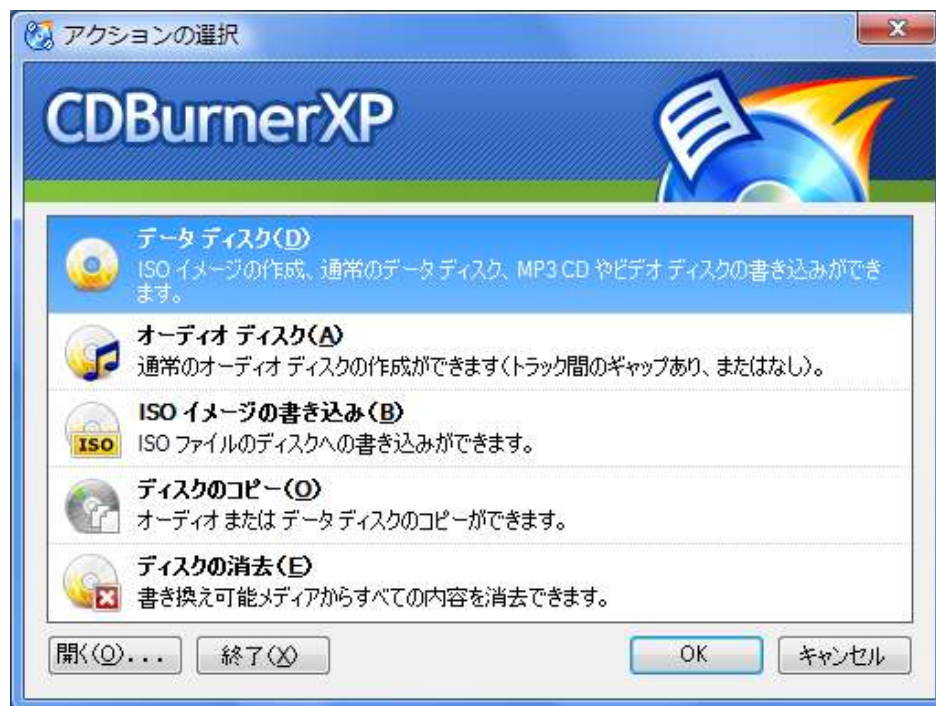 アクションの選択
CDBurnerXP
データ ディスク(D)
ISO イメージの作成、通常のデータ ディスク、MP3 CD やビデオ ディスクの書き込みができ
ます。
オーディオ ディスク(A)
通常のオーディオ ディスクの作成ができます(トラック間のギャップあり、またはなし)。
ISO イメージの書き込み(B)
ISO
ISO ファイルのディスクへの書き込みができます。
ディスクのコピー(O)
オーディオ または データ ディスクのコピーができます。
ディスクの消去(E)
書き換え可能メディアからすべての内容を消去できます。
開く(O)...
終了(X)
OK
キャンセル